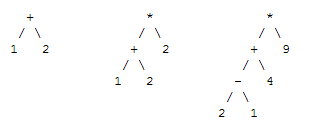 + * *
/ \ / \ / \
1 2 + 2 + 9
/ \ / \
1 2 - 4
/ \
2 1